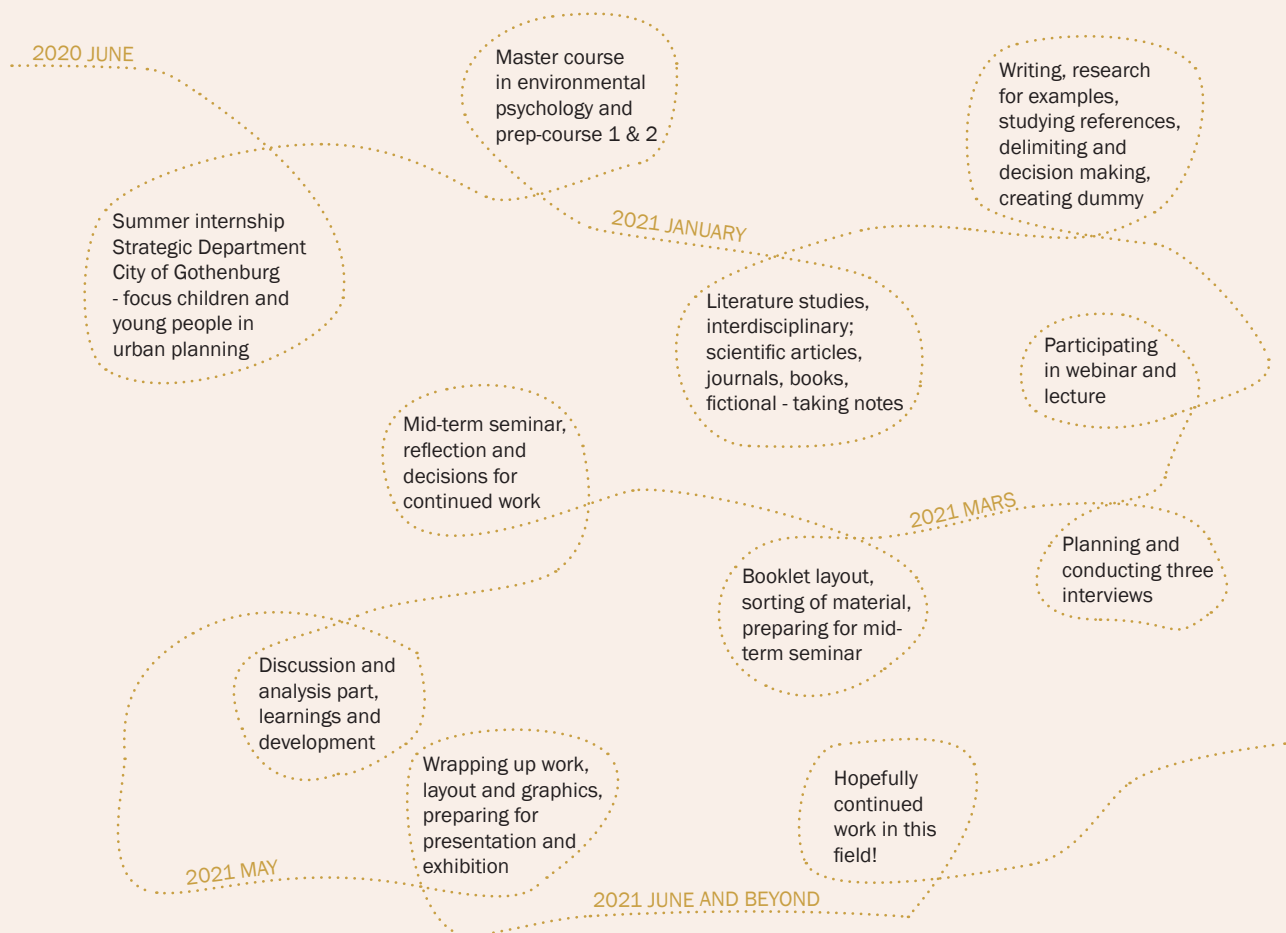 2020 JUNE
Summer internship
Strategic Department
City of Gothenburg
- focus children and
young people in
urban planning
Master course
in environmental
psychology and
prep-course 1 & 2
2021 JANUARY
Literature studies,
interdisciplinary;
scientific articles,
journals, books,
fictional - taking notes
Writing, research
for examples,
studying references,
delimiting and
decision making,
creating dummy
Participating
in webinar and
lecture
Planning and
conducting three
interviews
2021 MARS
Booklet layout,
sorting of material,
preparing for mid-
term seminar
Mid-term seminar,
reflection and
decisions for
continued work
Discussion and
analysis part,
learnings and
development
2021 MAY
Wrapping up work,
layout and graphics,
preparing for
presentation and
exhibition
2021 JUNE AND BEYOND
Hopefully
continued
work in this
field!